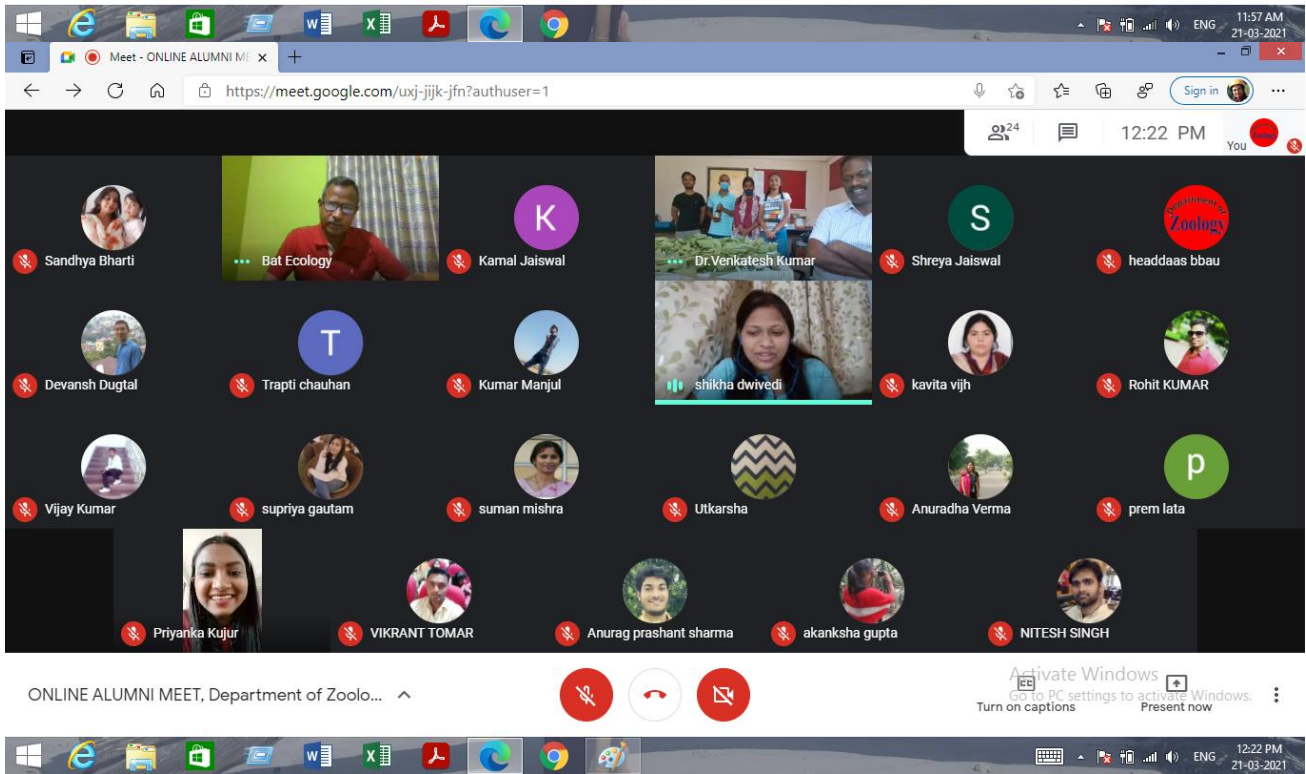 ENG 11:57 AM
21-03-2021
Meet - ONLINE ALUMNI ME
https://meet.google.com/uxj-jijk-jfn?authuser=1
Sign in
24
12:22 PM
You
Sandhya Bharti
Bat Ecology
K
Kamal Jaiswal
Dr.Venkatesh Kumar
S
Shreya Jaiswal
Department of
Zoology
headdaas bbau
Devansh Dugtal
T
Trapti chauhan
Kumar Manjul
shikha dwivedi
kavita vijh
Rohit KUMAR
Vijay Kumar
supriya gautam
suman mishra
Utkarsha
Anuradha Verma
p
prem lata
Priyanka Kujur
VIKRANT TOMAR
Anurag prashant sharma
akanksha gupta
NITESH SINGH
ONLINE ALUMNI MEET, Department of Zoolo...
Activate Windows
Go to PC settings to activate Windows.
Turn on captions
Present now
ENG 12:22 PM
21-03-2021